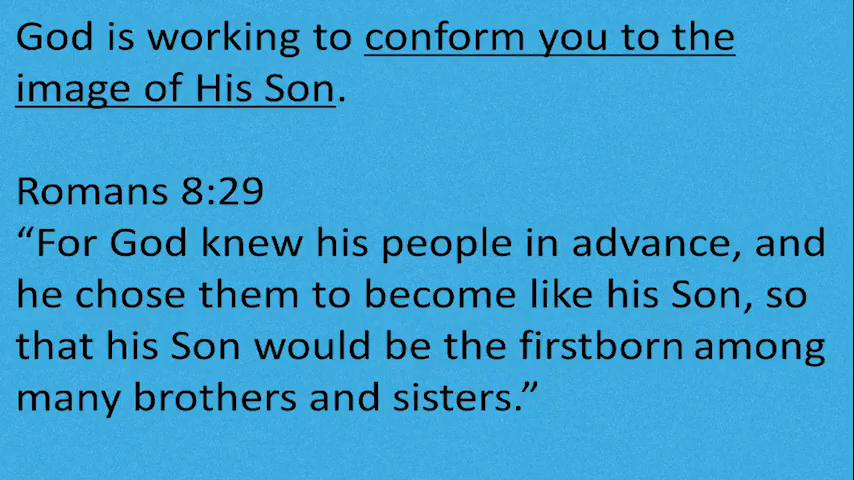 God is working to conform you to the
image of His Son.
Romans 8:29
“For God knew his people in advance, and
he chose them to become like his Son, so
that his Son would be the firstborn among
many brothers and sisters.”